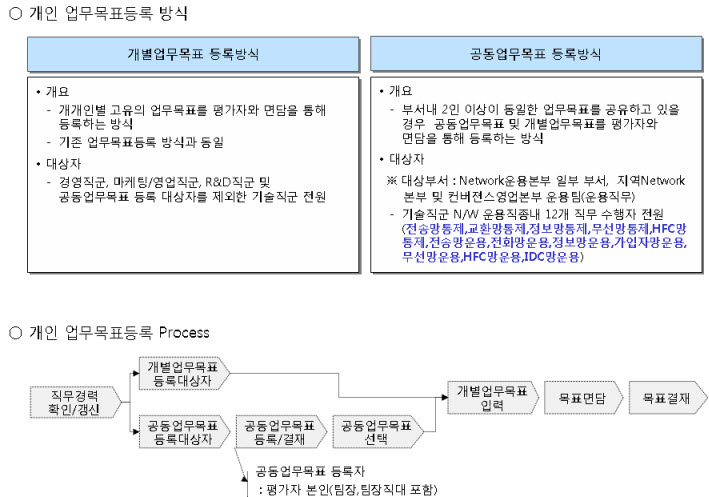 ○ 개인 업무목표등록 방식
개별업무목표 등록방식
• 개요
- 개개인별 고유의 업무목표를 평가자와 면담을 통해
등록하는 방식
- 기존 업무목표등록 방식과 동일
• 대상자
- 경영직군, 마케팅/영업직군, R&D직군 및
공동업무목표 등록 대상자를 제외한 기술직군 전원
공동업무목표 등록방식
• 개요
- 부서내 2인 이상이 동일한 업무목표를 공유하고 있을
경우 공동업무목표 및 개별업무목표를 평가자와
면담을 통해 등록하는 방식
• 대상자
※ 대상부서 : Network운용본부 일부 부서, 지역Network
본부 및 컨버젼스영업본부 운용팀(운용직무)
- 기술직군 N/W 운용직종내 12개 직무 수행자 전원
(전송망통제,교환망통제,정보망통제,무선망통제,HFC망
통제,전송망운용,전화망운용,정보망운용,가입자망운용,
무선망운용,HFC망운용,IDC망운용)
○ 개인 업무목표등록 Process
직무경력
확인/갱신
개별업무목표
등록대상자
공동업무목표
등록대상자
공동업무목표
등록/결재
공동업무목표
선택
개별업무목표
입력
목표면담
목표결재
공동업무목표 등록자
: 평가자 본인(팀장,팀장직대 포함)